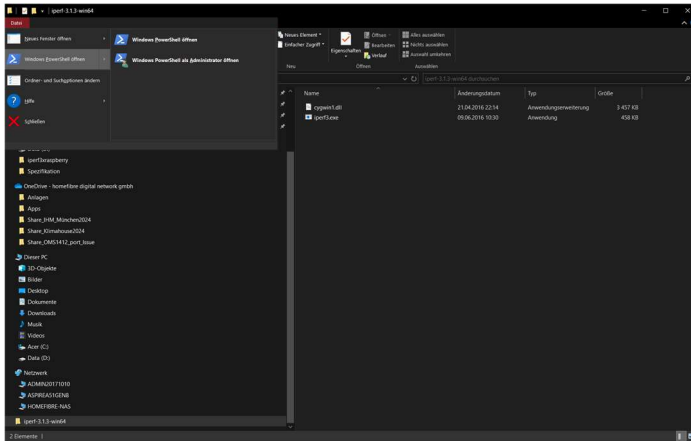 iperf-3.1.3-win64
Datei
Neues Fenster öffnen
Windows PowerShell öffnen
Ordner- und Suchoptionen ändern
Hilfe
Schließen
Windows PowerShell öffnen
Windows PowerShell als Administrator öffnen
Neues Element
Einfacher Zugriff
Neu
Eigenschaften
Öffnen
Bearbeiten
Verlauf
Öffnen
Alles auswählen
Nichts auswählen
Auswahl umkehren
Auswählen
iperf-3.1.3-win64 durchsuchen
Name Änderungsdatum Typ Größe
cygwin1.dll 21.04.2016 22:14 Anwendungserweiterung 3 457 KB
iperf3.exe 09.06.2016 10:30 Anwendung 458 KB
iperf3xraspberry
Spezifikation
OneDrive - homefibre digital network gmbh
Anlagen
Apps
Share_IHM_München2024
Share_Klimahouse2024
Share_OMS1412_port_Issue
Dieser PC
3D-Objekte
Bilder
Desktop
Dokumente
Downloads
Musik
Videos
Acer (C:)
Data (D:)
Netzwerk
ADMIN20171010
ASPIREA51GEN8
HOMEFIBRE-NAS
iperf-3.1.3-win64
2 Elemente